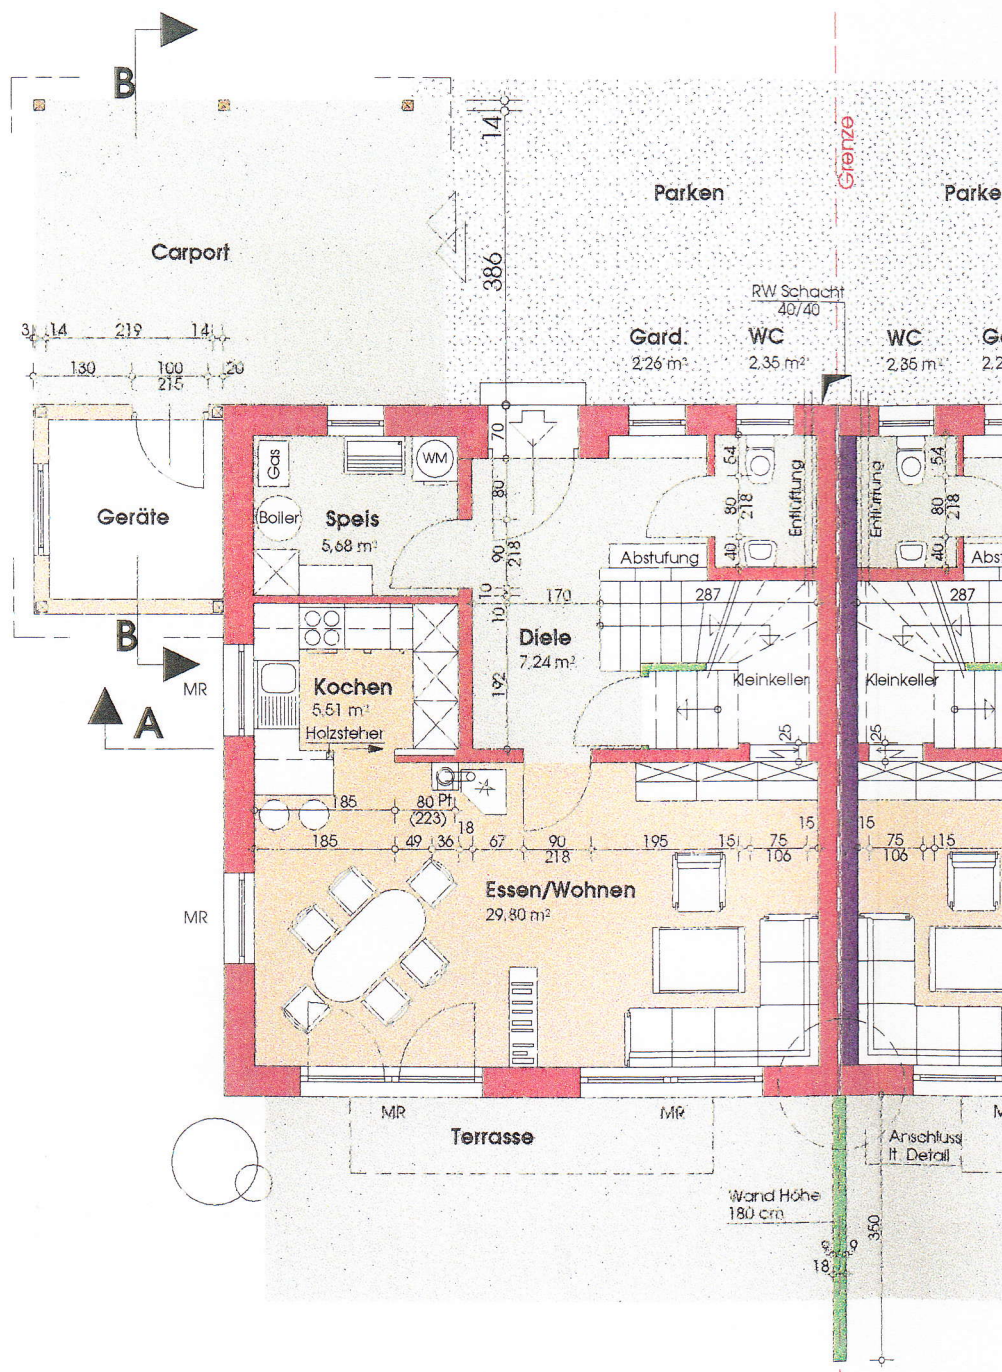 B
Grenze
14
Parken
Parke
Carport
386
RW Schacht
40/40
3 14 219 14
Gard.
2,26 m²
WC
2,35 m²
WC
2,35 m²
130 100 20
215
70
Gas
WM
54
54
Entlüftung
Entlüftung
80
218
80
218
80
Geräte
Boiler
Speis
5,68 m²
90
218
40
40
Abstufung
10
10
170
287
287
Diele
7,24 m²
B
MR
Kochen
5,51 m²
Holzsteher
192
Kleinkeller
Kleinkeller
A
25
25
185 80 Pf
(223)
18
15
15
185 49 36 67 90 195 15 75 75 15
218 106 106
Essen/Wohnen
29,80 m²
MR
MR
MR
Terrasse
Anschluss
lt. Detail
Wand Höhe
180 cm
350
9 9
18